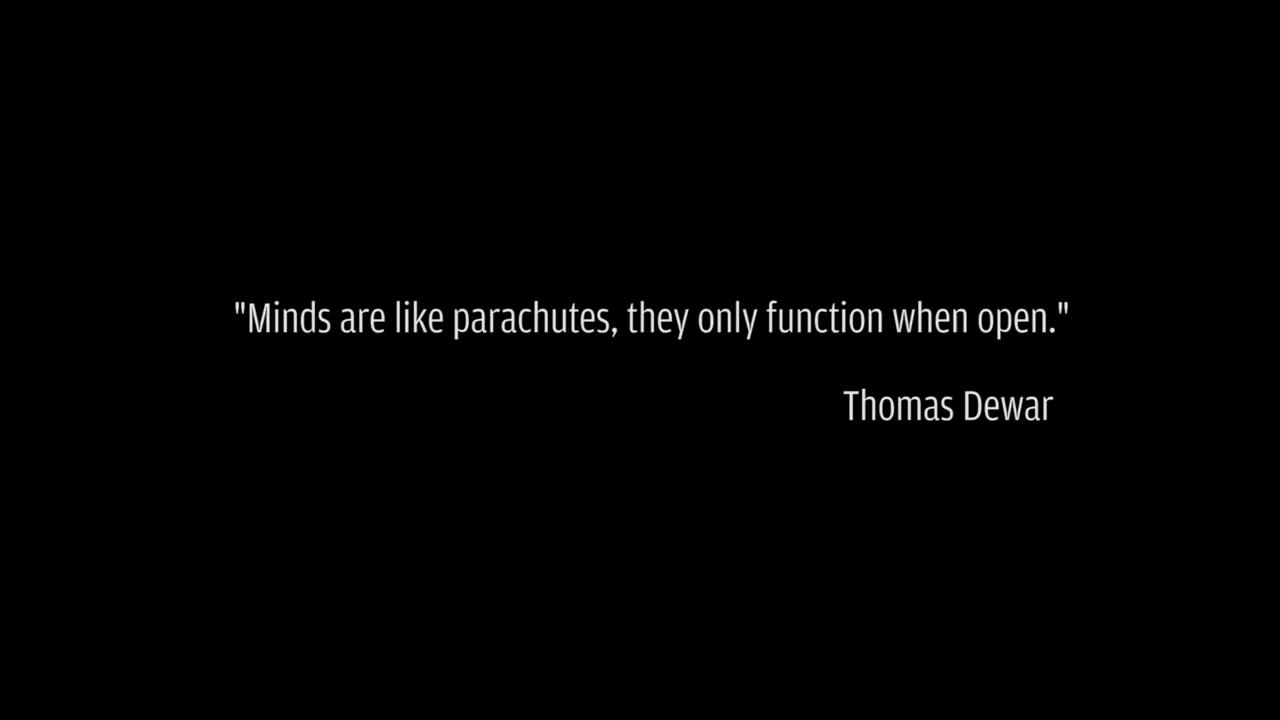 "Minds are like parachutes, they only function when open."
Thomas Dewar